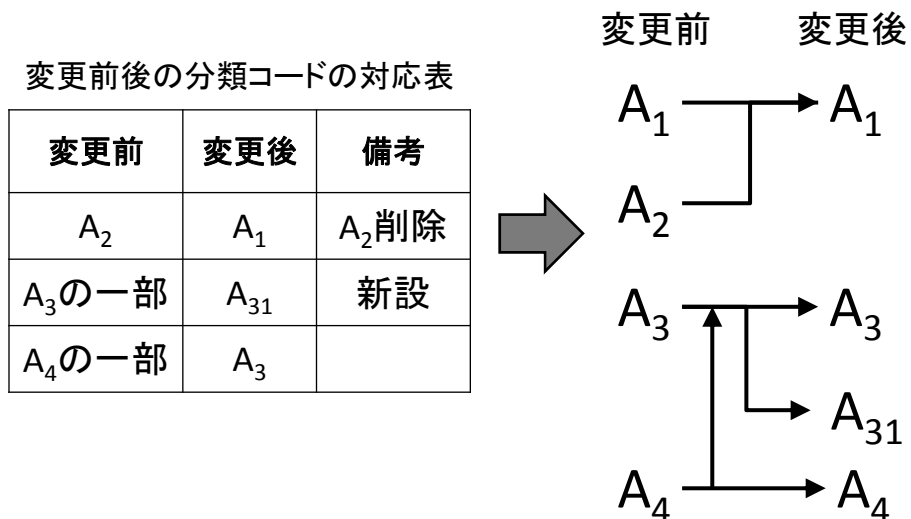 変更前後の分類コードの対応表
変更前 変更後 備考
A2 A1 A2削除
A3の一部 A31 新設
A4の一部 A3
変更前 変更後
A1 A1
A2
A3 A3
A31
A4 A4